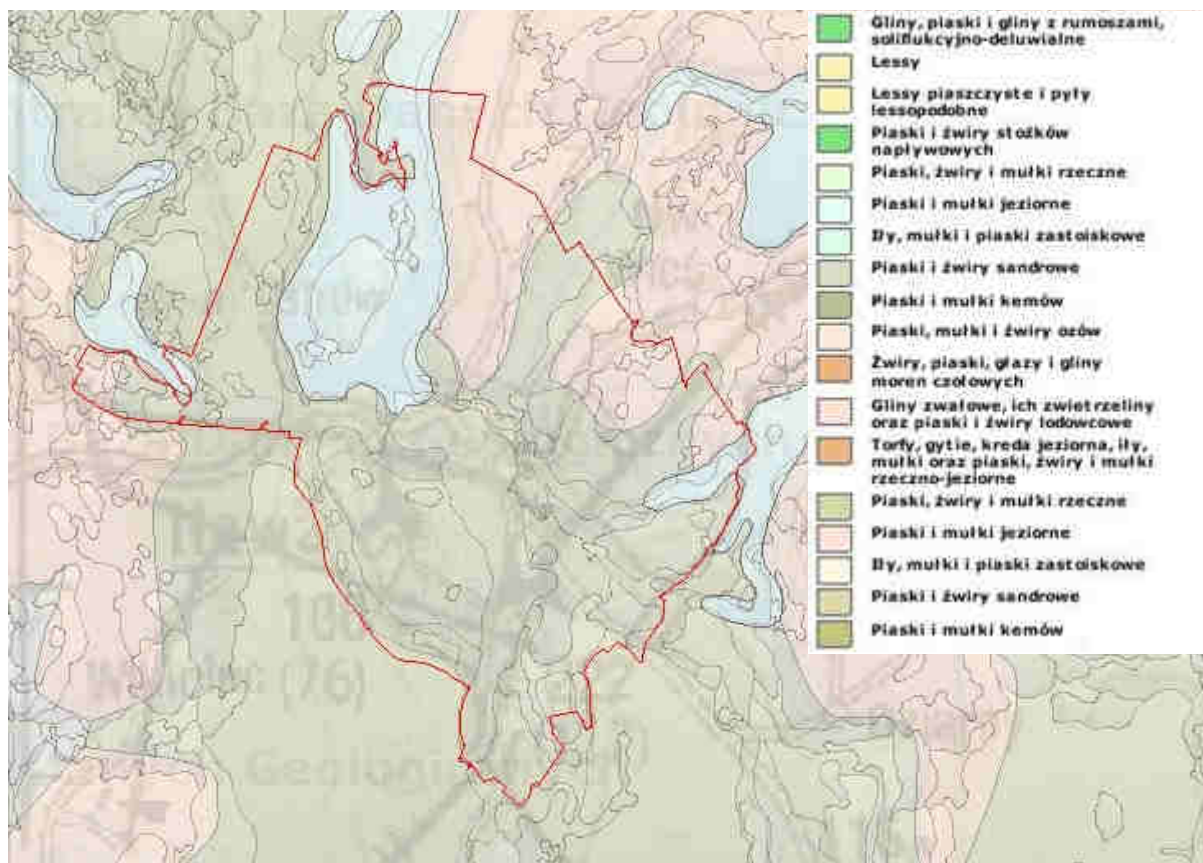 Gliny, piaski i gliny z rumoszami,
soliflukcyjno-deluwialne
Lessy
Lessy piaszczyste i pyły
lessopodobne
Piaski i żwiry stożków
napływowych
Piaski, żwiry i mułki rzeczne
Piaski i mułki jeziorne
Iły, mułki i piaski zastoiskowe
Piaski i żwiry sandrowe
Piaski i mułki kemów
Piaski, mułki i żwiry ozów
Żwiry, piaski, głazy i gliny
moren czołowych
Gliny zwałowe, ich zwietrzeliny
oraz piaski i żwiry lodowcowe
Torfy, gytie, kreda jeziorna, iły,
mułki oraz piaski, żwiry i mułki
rzeczno-jeziorne
Piaski, żwiry i mułki rzeczne
Piaski i mułki jeziorne
Iły, mułki i piaski zastoiskowe
Piaski i żwiry sandrowe
Piaski i mułki kemów
(76)